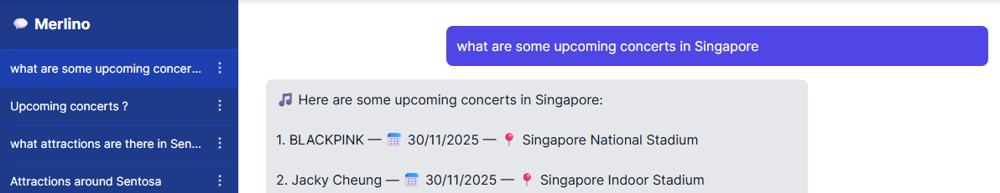 💬 Merlino
what are some upcoming concer...
Upcoming concerts ?
what attractions are there in Sen...
Attractions around Sentosa
what are some upcoming concerts in Singapore
🎵 Here are some upcoming concerts in Singapore:
1. BLACKPINK — 📅 30/11/2025 — 📍 Singapore National Stadium
2. Jacky Cheung — 📅 30/11/2025 — 📍 Singapore Indoor Stadium